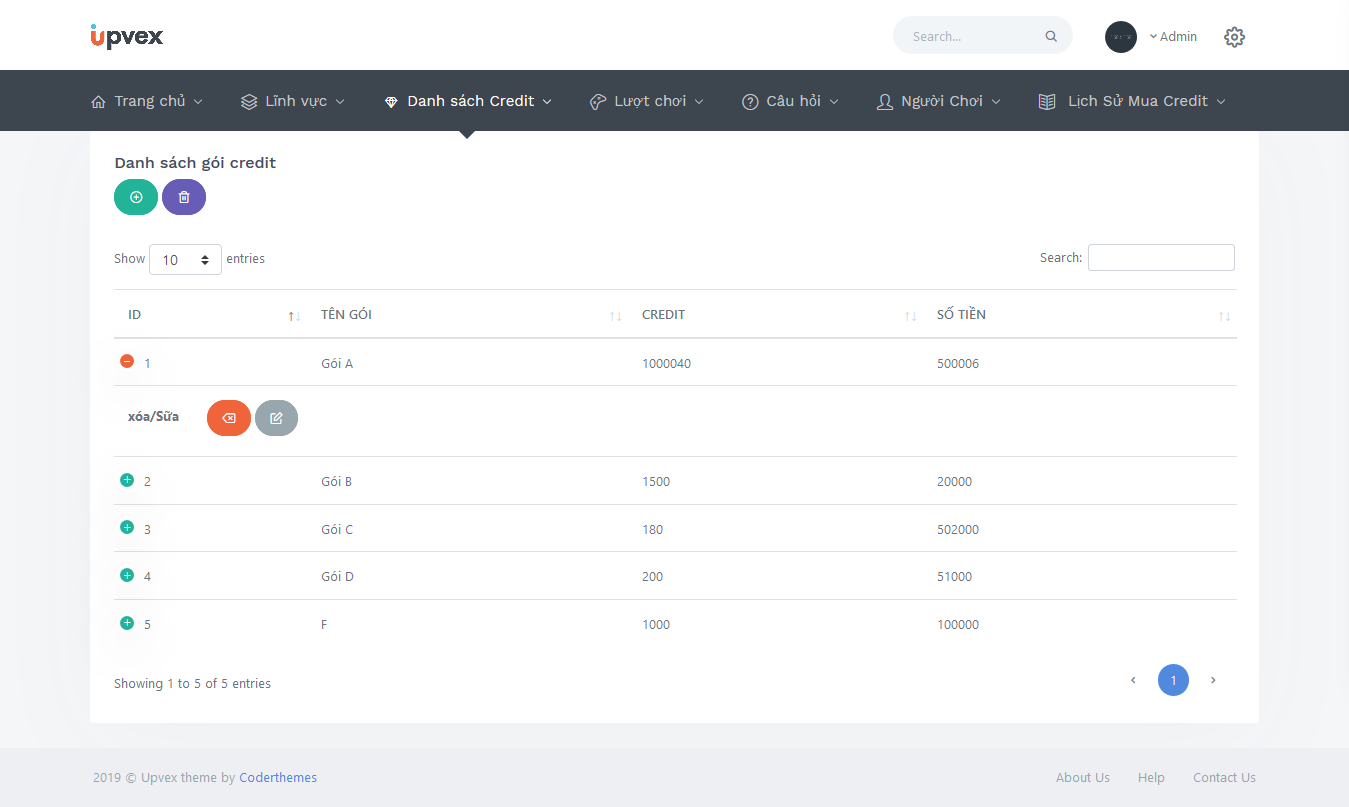 upvex
Search...
Admin
Trang chủ
Lĩnh vực
Danh sách Credit
Lượt chơi
Câu hỏi
Người Chơi
Lịch Sử Mua Credit
Danh sách gói credit
Show 10 entries
Search:
ID TÊN GÓI CREDIT SỐ TIỀN
1 Gói A 1000040 500006
xóa/Sữa
2 Gói B 1500 20000
3 Gói C 180 502000
4 Gói D 200 51000
5 F 1000 100000
Showing 1 to 5 of 5 entries
‹ 1 ›
2019 © Upvex theme by Coderthemes
About Us Help Contact Us